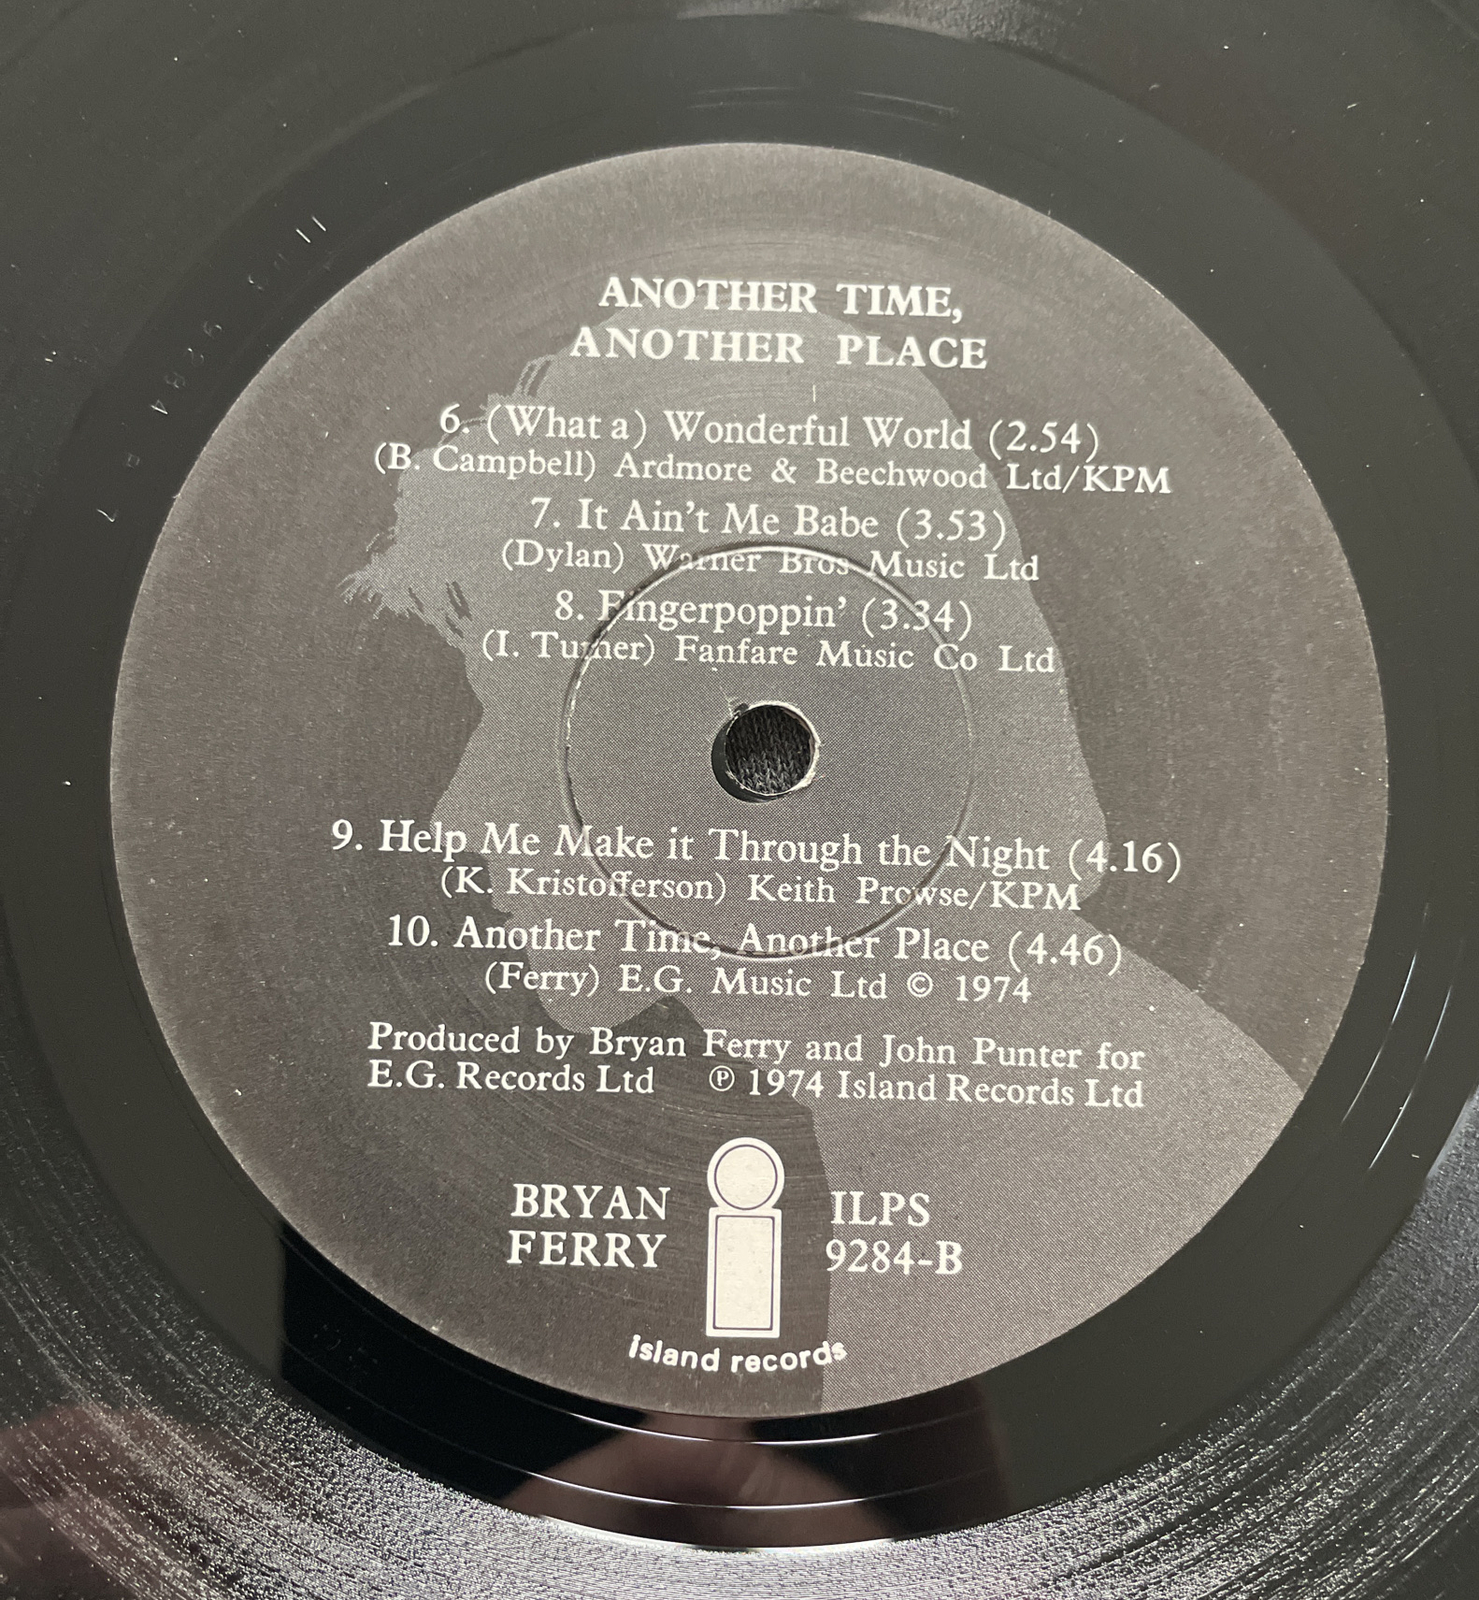 ANOTHER TIME,
ANOTHER PLACE
6. (What a) Wonderful World (2.54)
(B. Campbell) Ardmore & Beechwood Ltd/KPM
7. It Ain't Me Babe (3.53)
(Dylan) Warner Bros Music Ltd
8. Fingerpoppin' (3.34)
(I. Turner) Fanfare Music Co Ltd
9. Help Me Make it Through the Night (4.16)
(K. Kristofferson) Keith Prowse/KPM
10. Another Time, Another Place (4.46)
(Ferry) E.G. Music Ltd © 1974
Produced by Bryan Ferry and John Punter for
E.G. Records Ltd ℗ 1974 Island Records Ltd
BRYAN
FERRY
ILPS
9284-B
island records